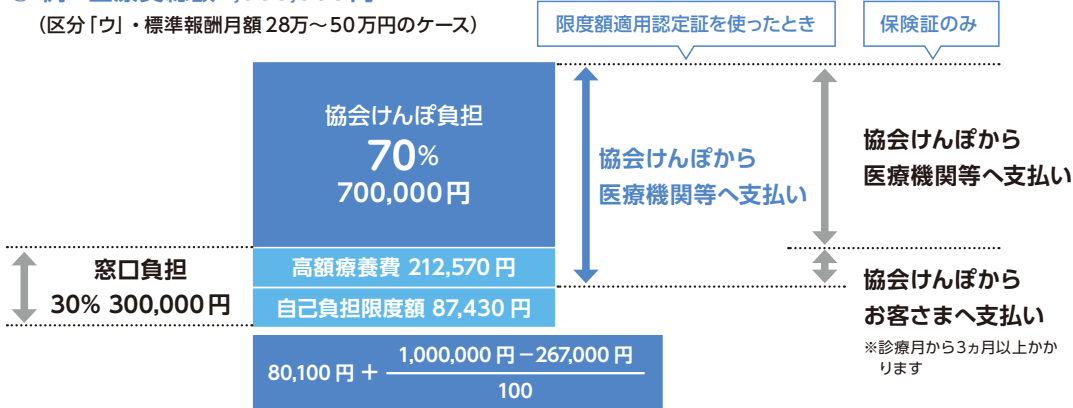 （区分「ウ」・標準報酬月額 28万～50万円のケース）
限度額適用認定証を使ったとき
保険証のみ
協会けんぽ負担
70%
700,000円
協会けんぽから
医療機関等へ支払い
協会けんぽから
医療機関等へ支払い
窓口負担
30% 300,000円
高額療養費 212,570 円
自己負担限度額 87,430 円
協会けんぽから
お客さまへ支払い
※診療月から3ヵ月以上かか
ります
80,100 円 + 1,000,000 円－267,000 円
100